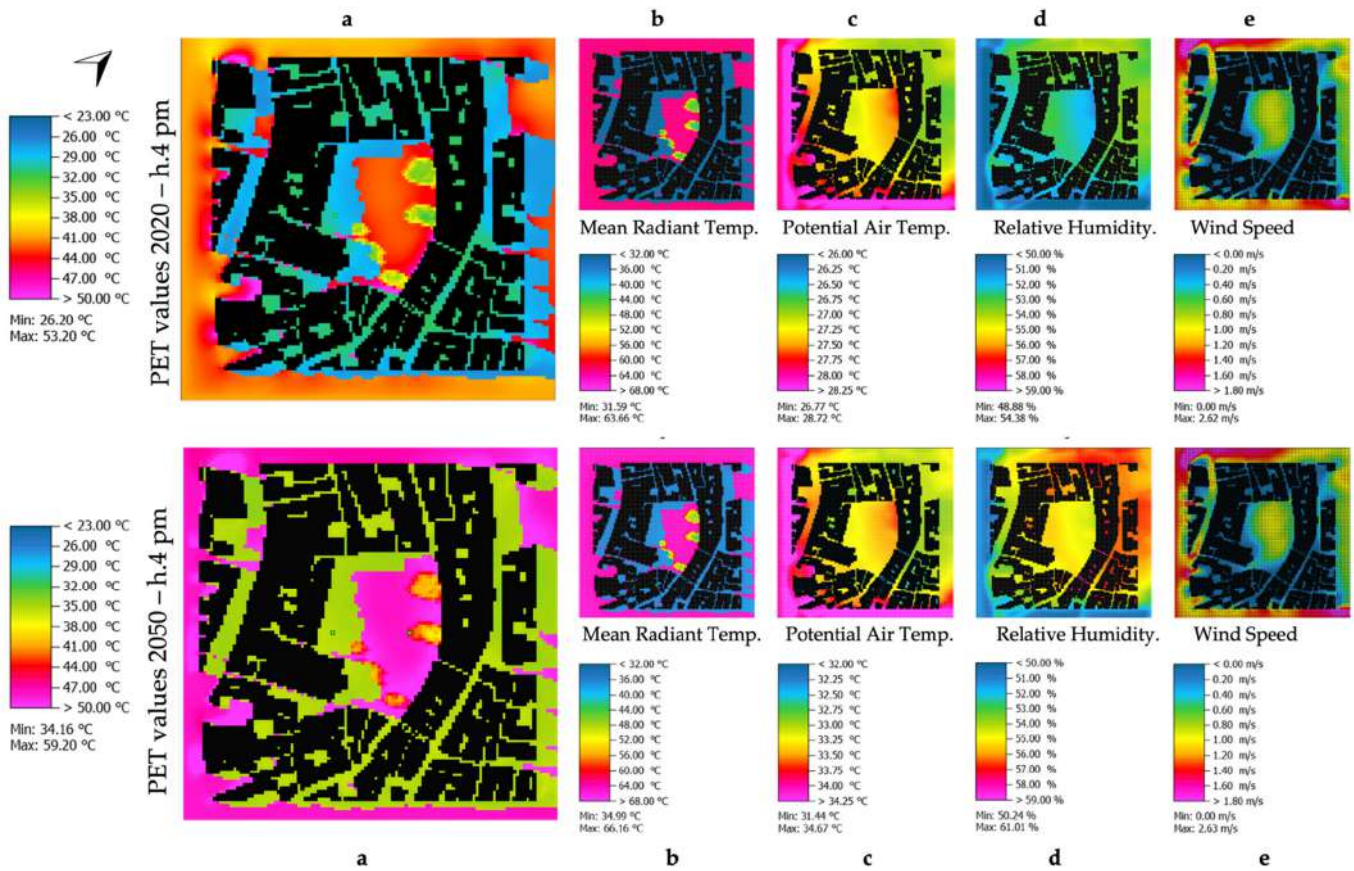 a b c d e
PET values 2020 – h.4 pm
< 23.00 °C
26.00 °C
29.00 °C
32.00 °C
35.00 °C
38.00 °C
41.00 °C
44.00 °C
47.00 °C
> 50.00 °C
Min: 26.20 °C
Max: 53.20 °C
Mean Radiant Temp.
< 32.00 °C
36.00 °C
40.00 °C
44.00 °C
48.00 °C
52.00 °C
56.00 °C
60.00 °C
64.00 °C
> 68.00 °C
Min: 31.59 °C
Max: 63.66 °C
Potential Air Temp.
< 26.00 °C
26.25 °C
26.50 °C
26.75 °C
27.00 °C
27.25 °C
27.50 °C
27.75 °C
28.00 °C
> 28.25 °C
Min: 26.77 °C
Max: 28.72 °C
Relative Humidity.
< 50.00 %
51.00 %
52.00 %
53.00 %
54.00 %
55.00 %
56.00 %
57.00 %
58.00 %
> 59.00 %
Min: 48.88 %
Max: 54.38 %
Wind Speed
< 0.00 m/s
0.20 m/s
0.40 m/s
0.60 m/s
0.80 m/s
1.00 m/s
1.20 m/s
1.40 m/s
1.60 m/s
> 1.80 m/s
Min: 0.00 m/s
Max: 2.62 m/s
PET values 2050 – h.4 pm
< 23.00 °C
26.00 °C
29.00 °C
32.00 °C
35.00 °C
38.00 °C
41.00 °C
44.00 °C
47.00 °C
> 50.00 °C
Min: 34.16 °C
Max: 59.20 °C
Mean Radiant Temp.
< 32.00 °C
36.00 °C
40.00 °C
44.00 °C
48.00 °C
52.00 °C
56.00 °C
60.00 °C
64.00 °C
> 68.00 °C
Min: 34.99 °C
Max: 66.16 °C
Potential Air Temp.
< 32.00 °C
32.25 °C
32.50 °C
32.75 °C
33.00 °C
33.25 °C
33.50 °C
33.75 °C
34.00 °C
> 34.25 °C
Min: 31.44 °C
Max: 34.67 °C
Relative Humidity.
< 50.00 %
51.00 %
52.00 %
53.00 %
54.00 %
55.00 %
56.00 %
57.00 %
58.00 %
> 59.00 %
Min: 50.24 %
Max: 61.01 %
Wind Speed
< 0.00 m/s
0.20 m/s
0.40 m/s
0.60 m/s
0.80 m/s
1.00 m/s
1.20 m/s
1.40 m/s
1.60 m/s
> 1.80 m/s
Min: 0.00 m/s
Max: 2.63 m/s
a b c d e